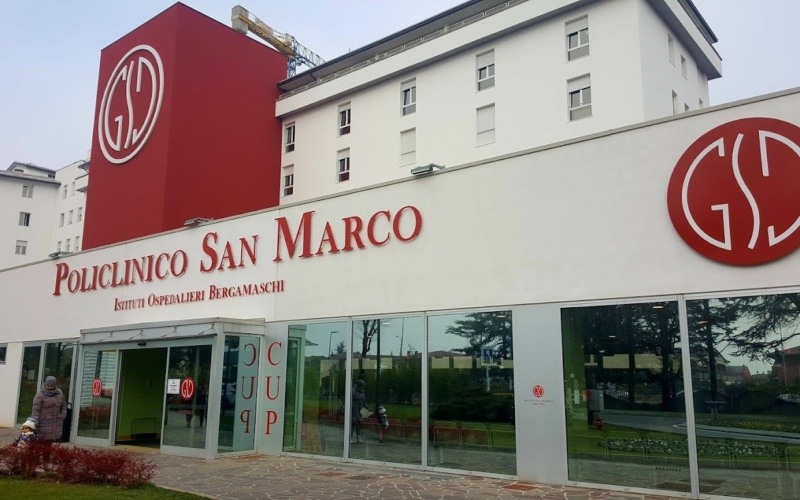 GSD
GSD
POLICLINICO SAN MARCO
ISTITUTI OSPEDALIERI BERGAMASCHI
CUP
CUP